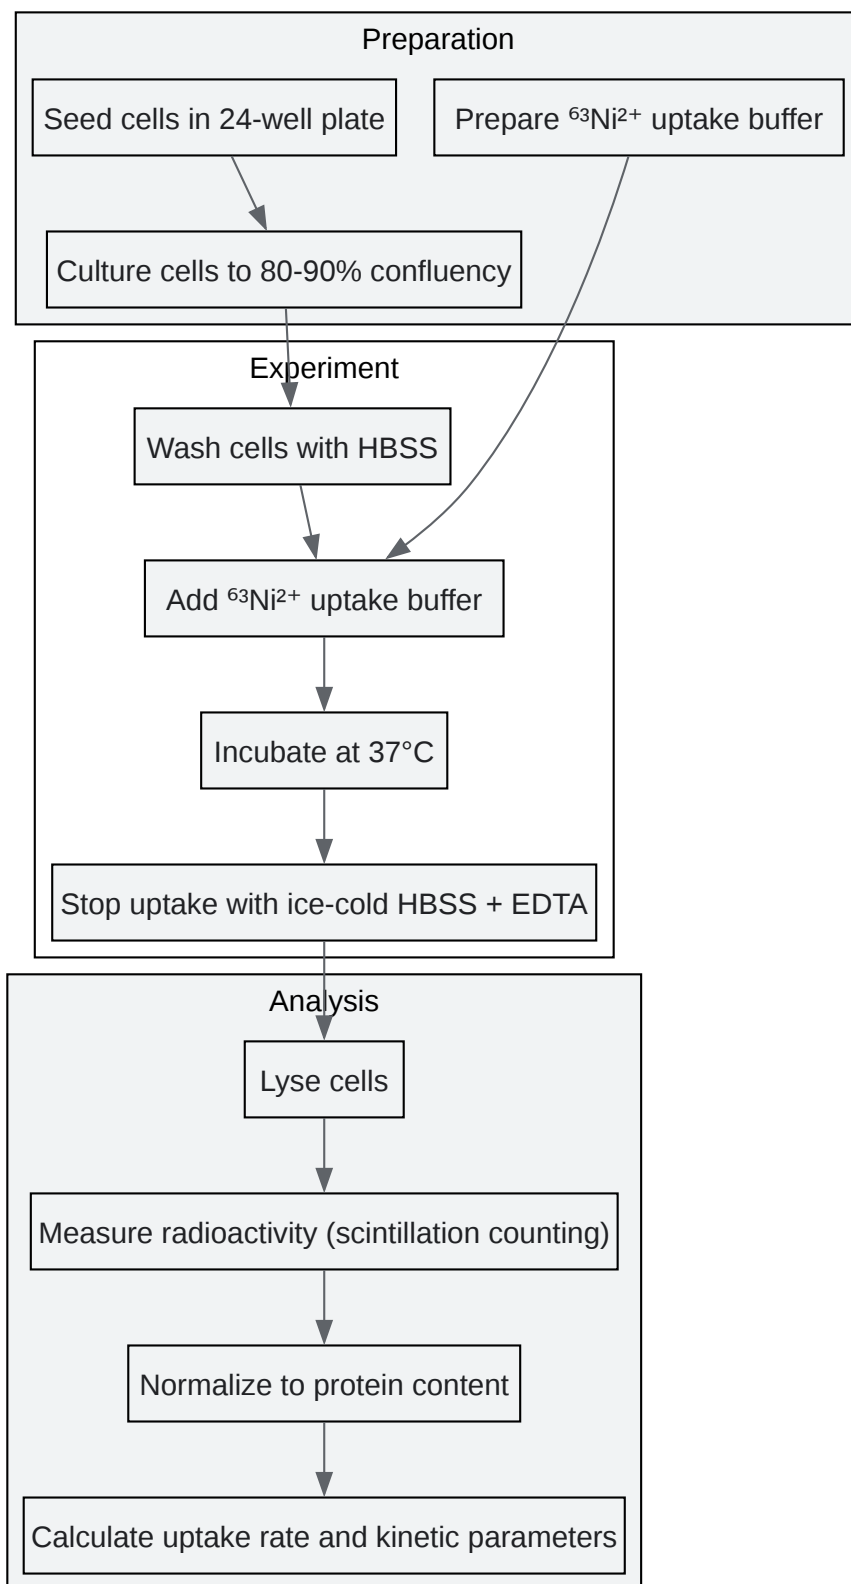 Preparation
Seed cells in 24-well plate
Prepare ⁶³Ni²⁺ uptake buffer
Culture cells to 80-90% confluency
Experiment
Wash cells with HBSS
Add ⁶³Ni²⁺ uptake buffer
Incubate at 37°C
Stop uptake with ice-cold HBSS + EDTA
Analysis
Lyse cells
Measure radioactivity (scintillation counting)
Normalize to protein content
Calculate uptake rate and kinetic parameters